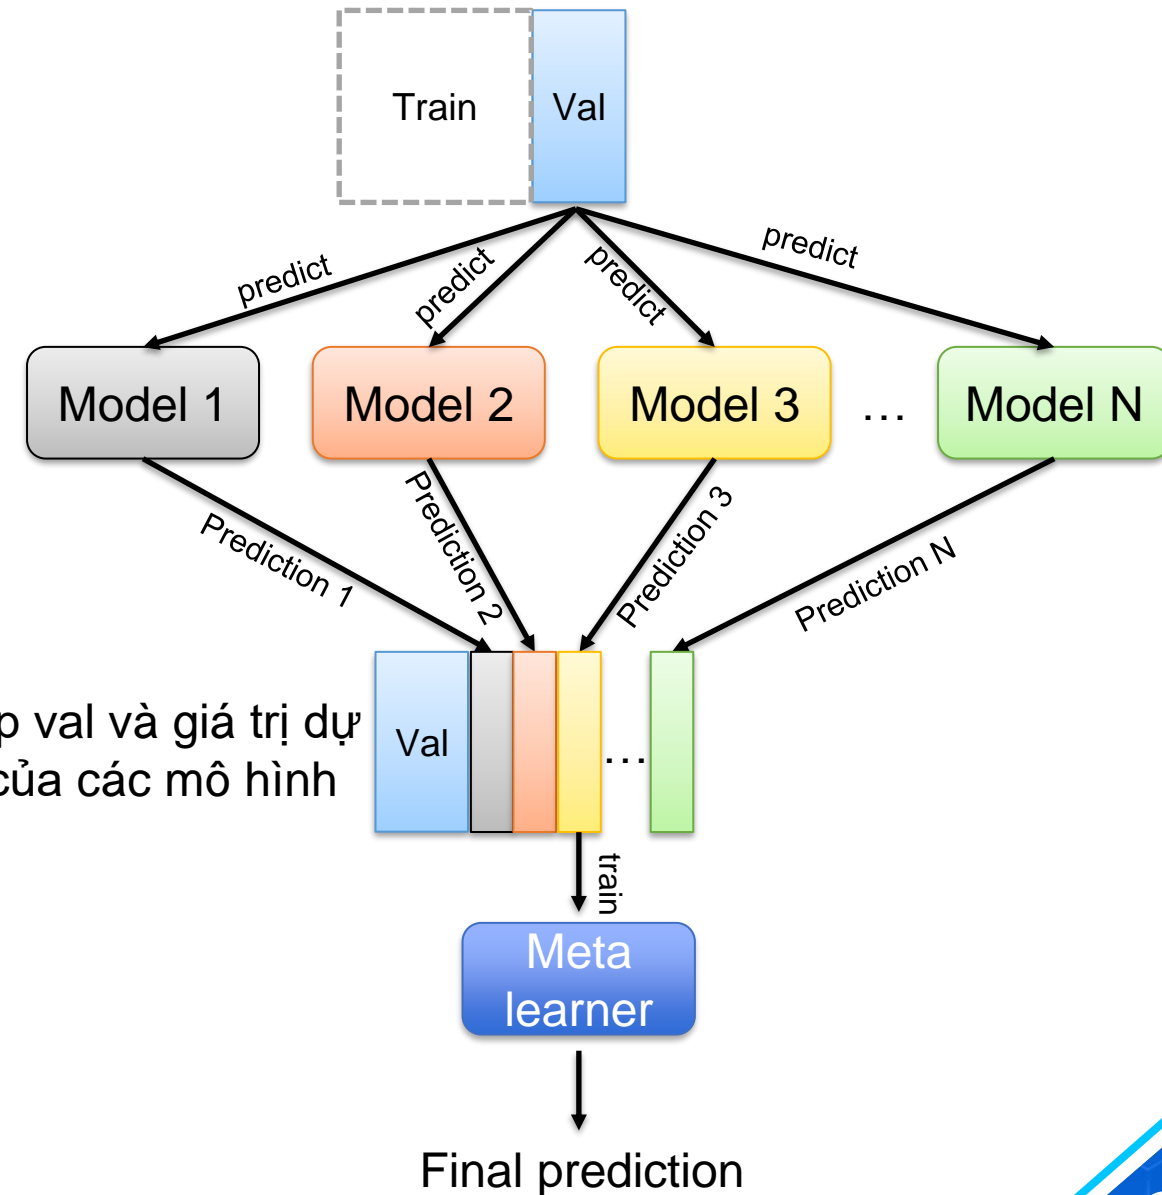 Train
Val
predict
predict
predict
predict
Model 1
Model 2
Model 3
...
Model N
Prediction 1
Prediction 2
Prediction 3
Prediction N
val và giá trị dự
của các mô hình
Val
...
train
Meta
learner
Final prediction